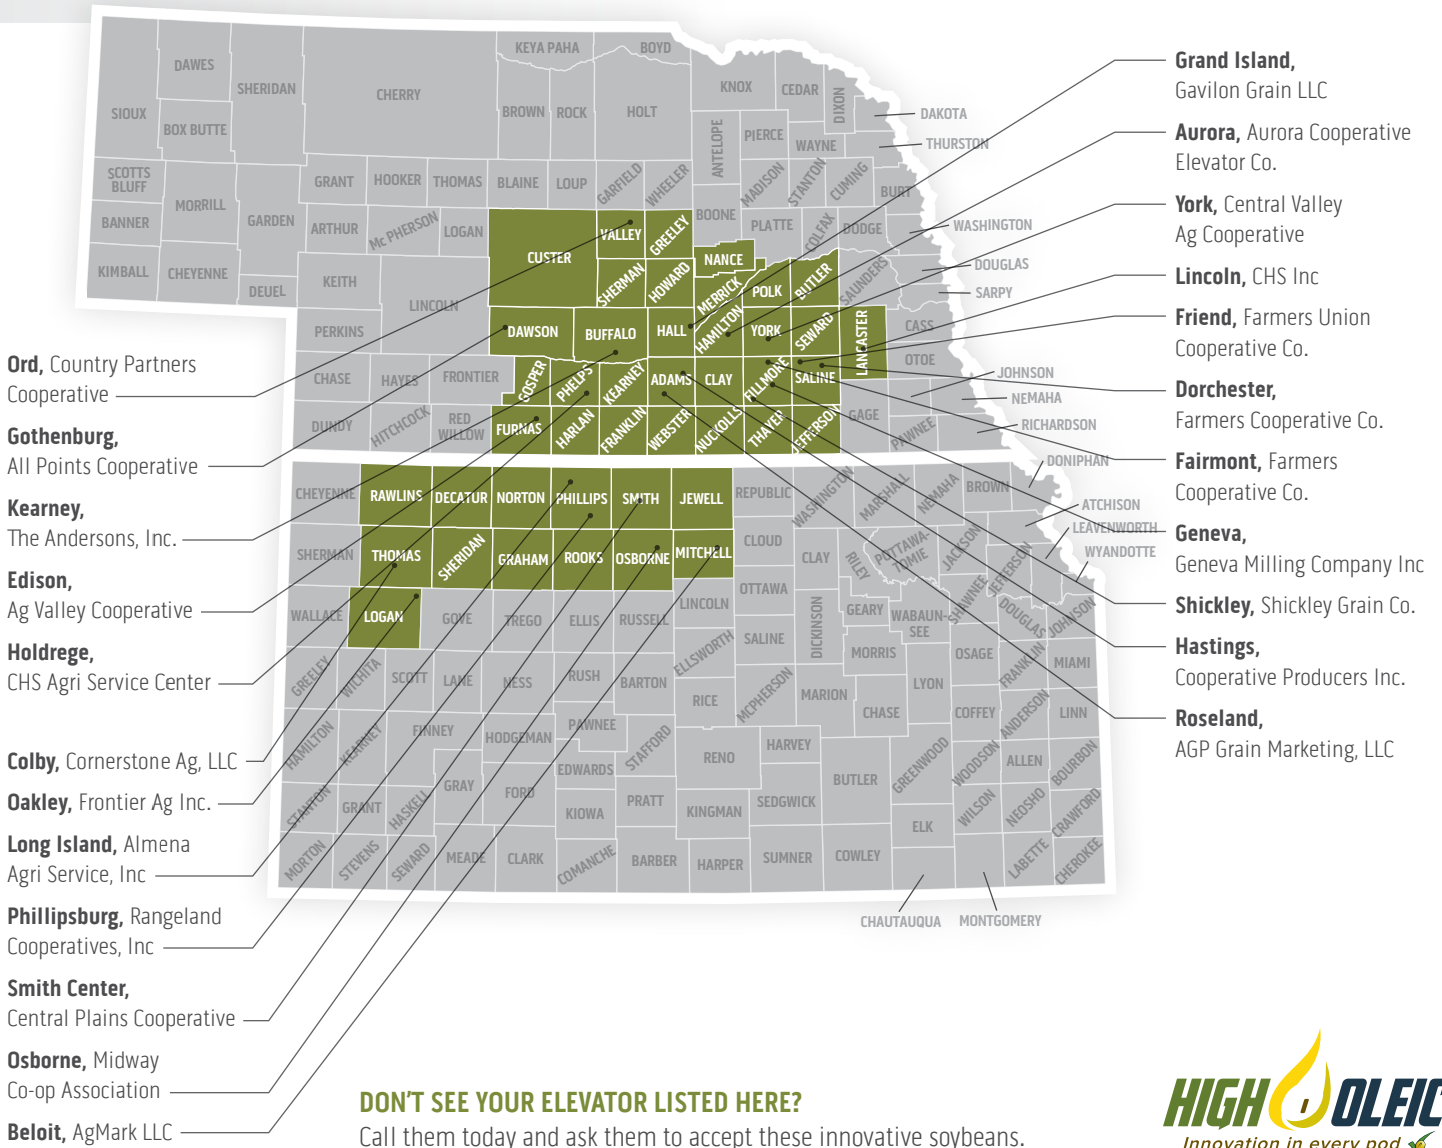 KEYA PAHA
BOYD
DAWES
SHERIDAN
CHERRY
SIOUX
BOX BUTTE
BROWN
ROCK
HOLT
KNOX
CEDAR
DIXON
DAKOTA
ANTELOPE
PIERCE
WAYNE
THURSTON
SCOTTS
BLUFF
MORRILL
GARDEN
GRANT
HOOKER
THOMAS
BLAINE
LOUP
GARFIELD
WHEELER
MADISON
STANTON
CUMING
BURT
BANNER
ARTHUR
Mc PHERSON
LOGAN
BOONE
PLATTE
COLFAX
DODGE
WASHINGTON
KIMBALL
CHEYENNE
DEUEL
KEITH
LINCOLN
CUSTER
VALLEY
GREELEY
NANCE
SHERMAN
HOWARD
MERRICK
POLK
BUTLER
SAUNDERS
DOUGLAS
SARPY
PERKINS
DAWSON
BUFFALO
HALL
HAMILTON
YORK
SEWARD
LANCASTER
CASS
OTOE
CHASE
HAYES
FRONTIER
GOSPER
PHELPS
KEARNEY
ADAMS
CLAY
FILLMORE
SALINE
JOHNSON
NEMAHA
DUNDY
HITCHCOCK
RED
WILLOW
FURNAS
HARLAN
FRANKLIN
WEBSTER
NUCKOLLS
THAYER
JEFFERSON
GAGE
PAWNEE
RICHARDSON
CHEYENNE
RAWLINS
DECATUR
NORTON
PHILLIPS
SMITH
JEWELL
REPUBLIC
WASHINGTON
MARSHALL
NEMAHA
BROWN
DONIPHAN
ATCHISON
LEAVENWORTH
WYANDOTTE
SHERMAN
THOMAS
SHERIDAN
GRAHAM
ROOKS
OSBORNE
MITCHELL
CLOUD
CLAY
RILEY
POTTAWA-
TOMIE
JACKSON
JEFFERSON
WALLACE
LOGAN
GOVE
TREGO
ELLIS
RUSSELL
LINCOLN
OTTAWA
DICKINSON
GEARY
WABAUN-
SEE
SHAWNEE
DOUGLAS
JOHNSON
GREELEY
WICHITA
SCOTT
LANE
NESS
RUSH
BARTON
ELLSWORTH
SALINE
MORRIS
OSAGE
FRANKLIN
MIAMI
RICE
MCPHERSON
MARION
CHASE
LYON
COFFEY
ANDERSON
LINN
HAMILTON
KEARNEY
FINNEY
HODGEMAN
PAWNEE
STAFFORD
RENO
HARVEY
BUTLER
GREENWOOD
WOODSON
ALLEN
BOURBON
STANTON
GRANT
HASKELL
GRAY
FORD
EDWARDS
KIOWA
PRATT
KINGMAN
SEDGWICK
ELK
WILSON
NEOSHO
CRAWFORD
MORTON
STEVENS
SEWARD
MEADE
CLARK
COMANCHE
BARBER
HARPER
SUMNER
COWLEY
CHAUTAUQUA
MONTGOMERY
LABETTE
CHEROKEE
Ord, Country Partners
Cooperative
Gothenburg,
All Points Cooperative
Kearney,
The Andersons, Inc.
Edison,
Ag Valley Cooperative
Holdrege,
CHS Agri Service Center
Colby, Cornerstone Ag, LLC
Oakley, Frontier Ag Inc.
Long Island, Almena
Agri Service, Inc
Phillipsburg, Rangeland
Cooperatives, Inc
Smith Center,
Central Plains Cooperative
Osborne, Midway
Co-op Association
Beloit, AgMark LLC
Grand Island,
Gavilon Grain LLC
Aurora, Aurora Cooperative
Elevator Co.
York, Central Valley
Ag Cooperative
Lincoln, CHS Inc
Friend, Farmers Union
Cooperative Co.
Dorchester,
Farmers Cooperative Co.
Fairmont, Farmers
Cooperative Co.
Geneva,
Geneva Milling Company Inc
Shickley, Shickley Grain Co.
Hastings,
Cooperative Producers Inc.
Roseland,
AGP Grain Marketing, LLC
DON'T SEE YOUR ELEVATOR LISTED HERE?
Call them today and ask them to accept these innovative soybeans.
HIGH OLEIC
Innovation in every pod